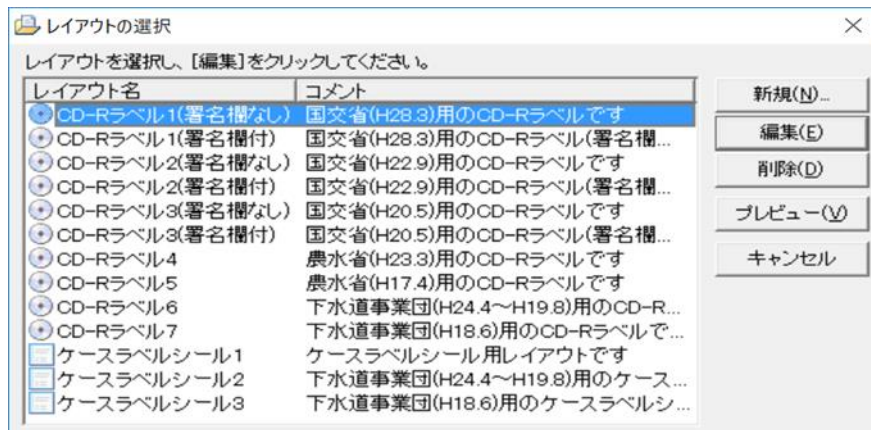 レイアウトの選択
レイアウトを選択し、[編集]をクリックしてください。
レイアウト名 コメント
CD-Rラベル1(署名欄なし) 国交省(H28.3)用のCD-Rラベルです
CD-Rラベル1(署名欄付) 国交省(H28.3)用のCD-Rラベル(署名欄...
CD-Rラベル2(署名欄なし) 国交省(H22.9)用のCD-Rラベルです
CD-Rラベル2(署名欄付) 国交省(H22.9)用のCD-Rラベル(署名欄...
CD-Rラベル3(署名欄なし) 国交省(H20.5)用のCD-Rラベルです
CD-Rラベル3(署名欄付) 国交省(H20.5)用のCD-Rラベル(署名欄...
CD-Rラベル4 農水省(H23.3)用のCD-Rラベルです
CD-Rラベル5 農水省(H17.4)用のCD-Rラベルです
CD-Rラベル6 下水道事業団(H24.4～H19.8)用のCD-R...
CD-Rラベル7 下水道事業団(H18.6)用のCD-Rラベルで...
ケースラベルシール1 ケースラベルシール用レイアウトです
ケースラベルシール2 下水道事業団(H24.4～H19.8)用のケース...
ケースラベルシール3 下水道事業団(H18.6)用のケースラベルシ...
新規(N)...
編集(E)
削除(D)
プレビュー(V)
キャンセル